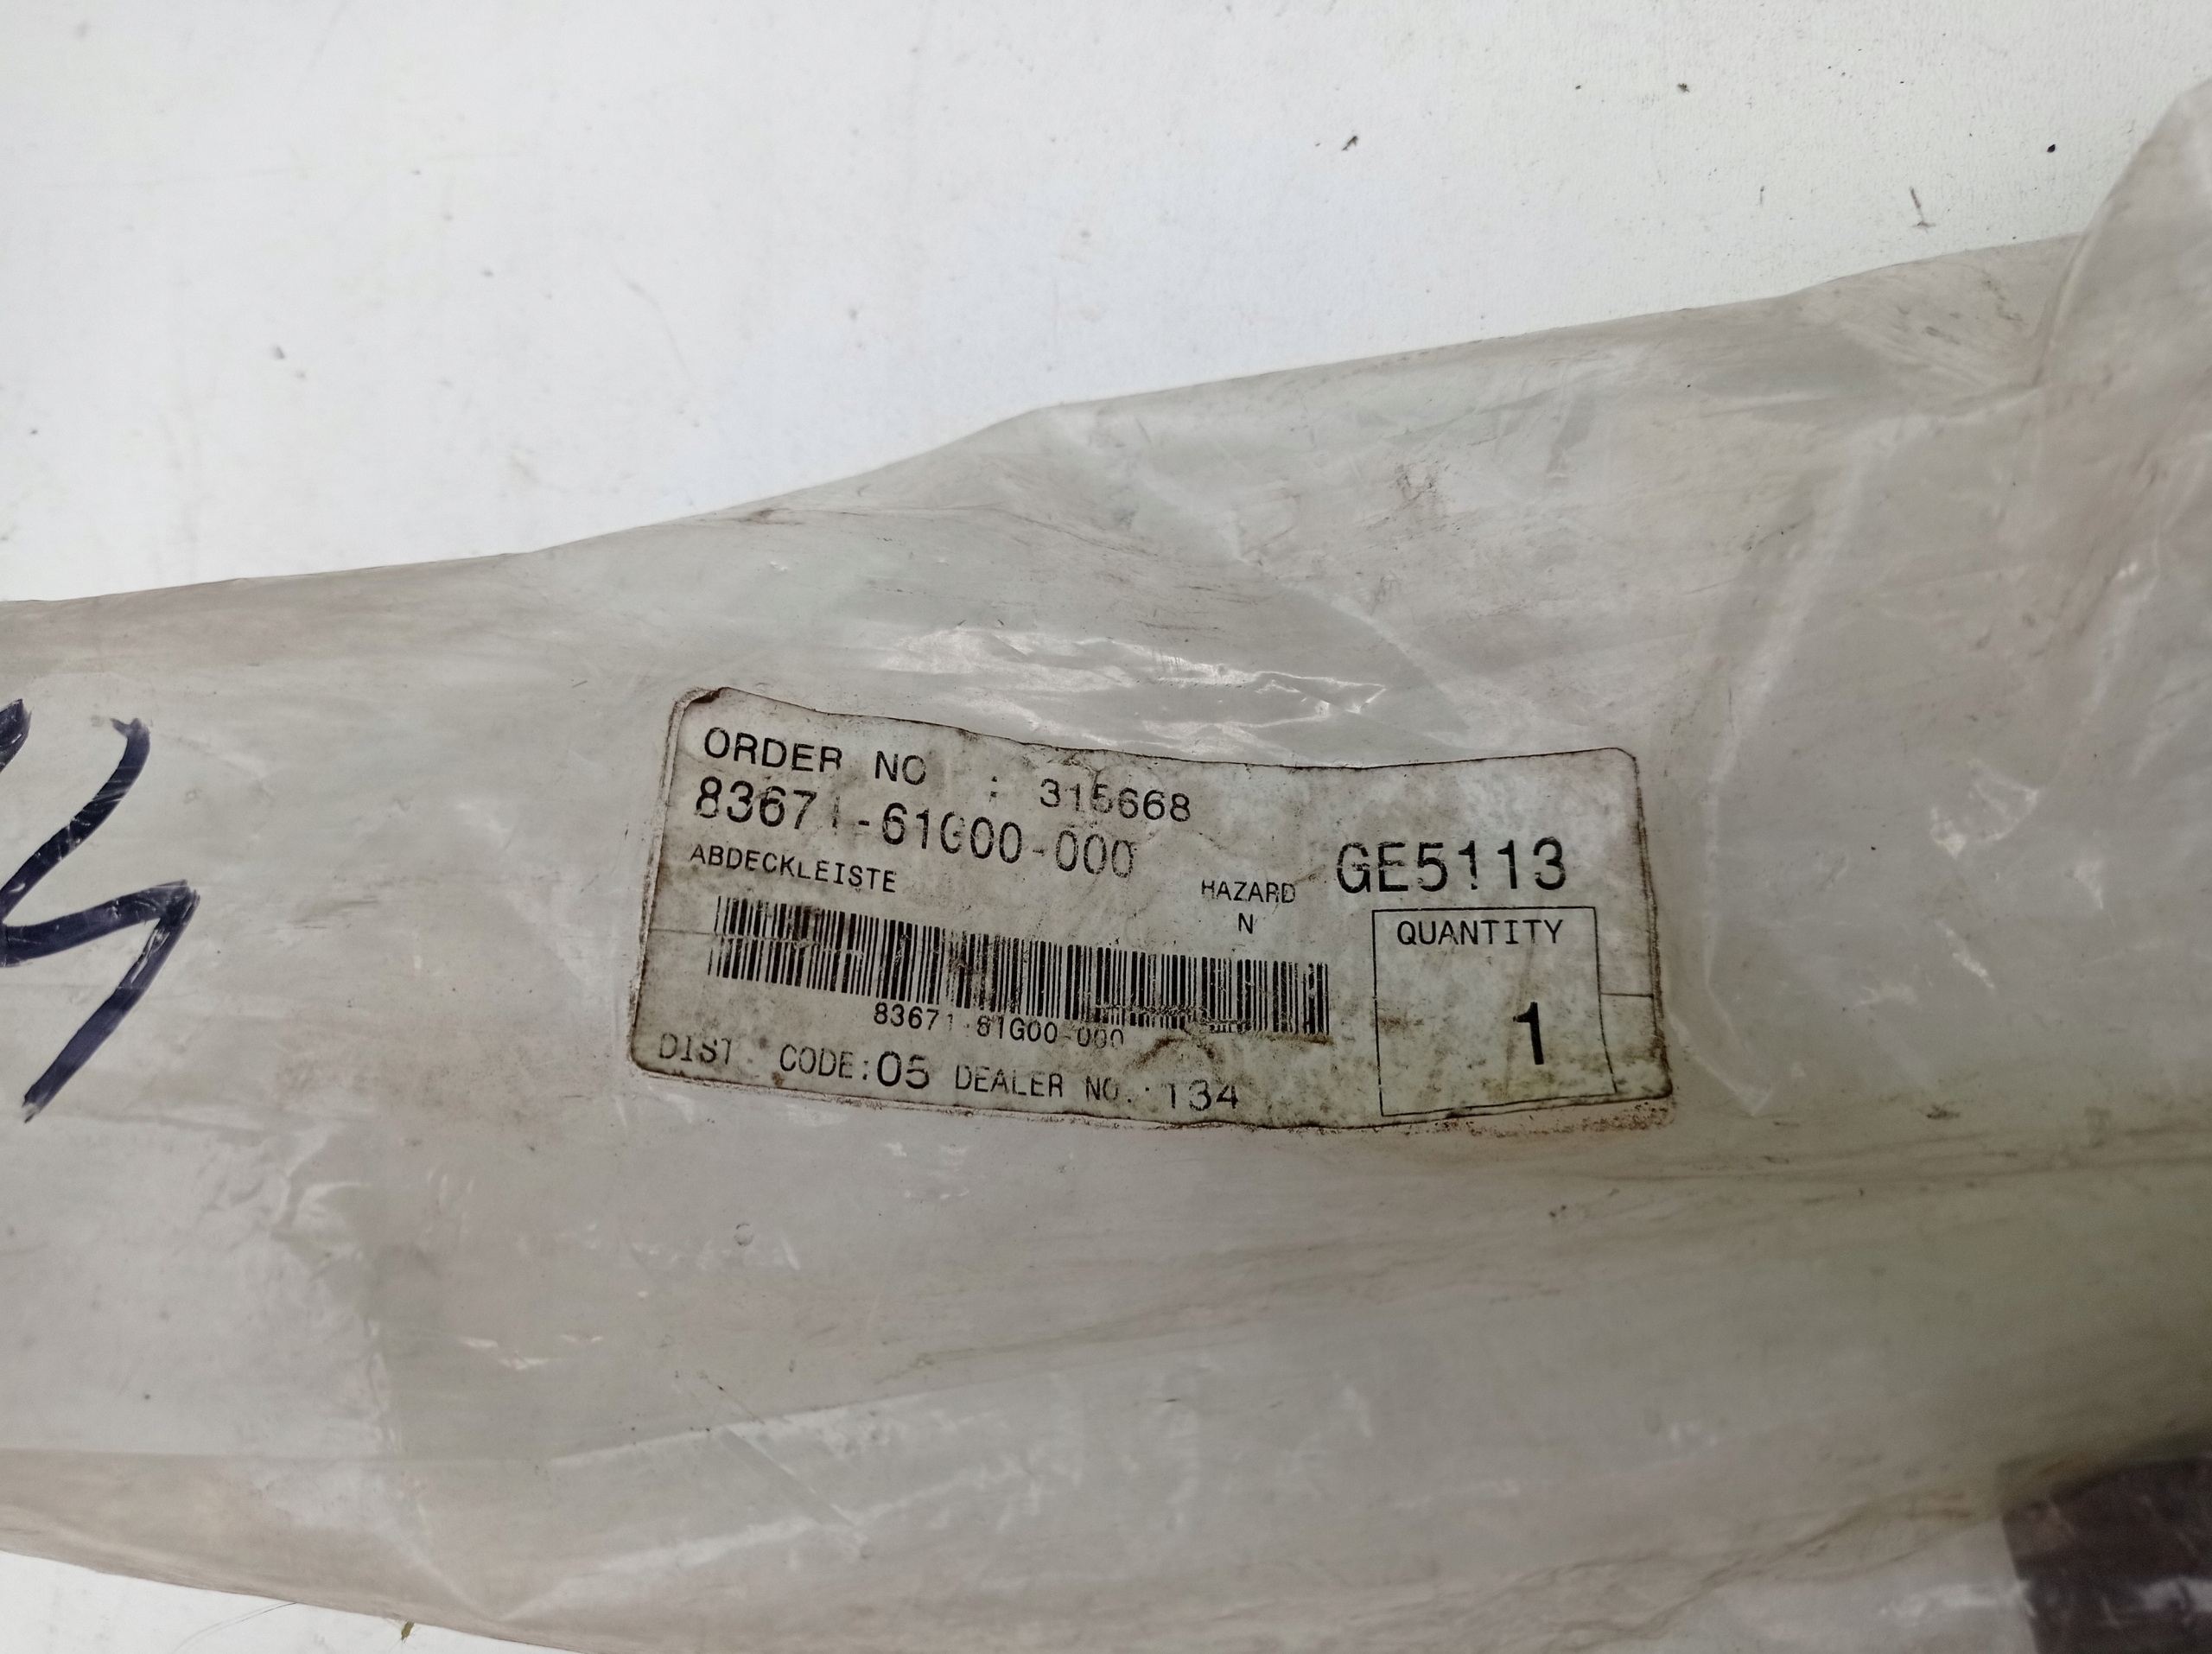 ORDER NO : 315668
83671-61G00-000
ABDECKLEISTE
HAZARD
N
GE5113
QUANTITY
1
83671-61G00-000
DIST. CODE:05 DEALER NO.: 134